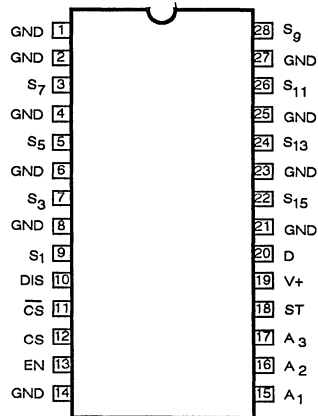 GND 1 28 S9
GND 2 27 GND
S7 3 26 S11
GND 4 25 GND
S5 5 24 S13
GND 6 23 GND
S3 7 22 S15
GND 8 21 GND
S1 9 20 D
DIS 10 19 V+
C̅S̅ 11 18 ST
CS 12 17 A3
EN 13 16 A2
GND 14 15 A1